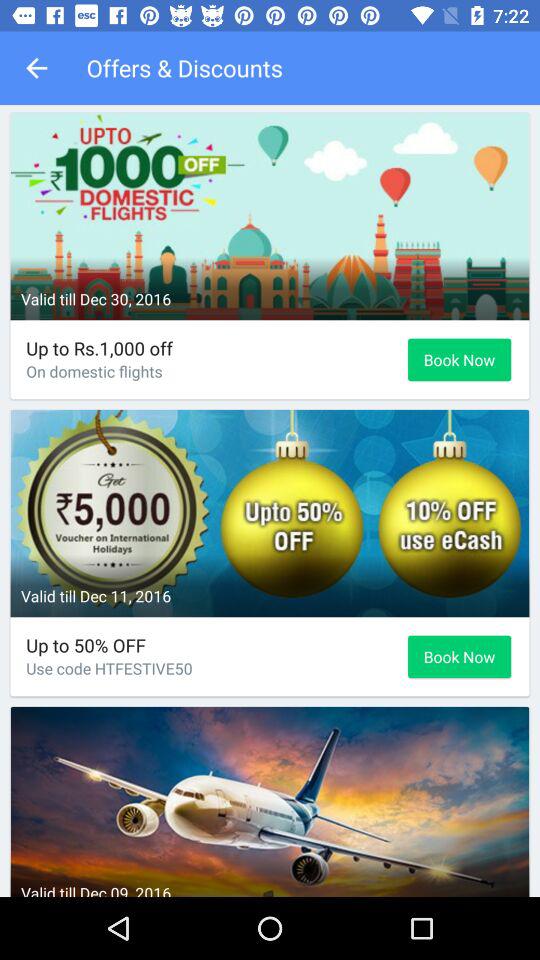 esc
7:22
Offers & Discounts
UPTO
₹1000 OFF
DOMESTIC
FLIGHTS
Valid till Dec 30, 2016
Up to Rs.1,000 off
On domestic flights
Book Now
Get
₹5,000
Voucher on International
Holidays
Upto 50%
OFF
10% OFF
use eCash
Valid till Dec 11, 2016
Up to 50% OFF
Use code HTFESTIVE50
Book Now
Valid till Dec 09, 2016